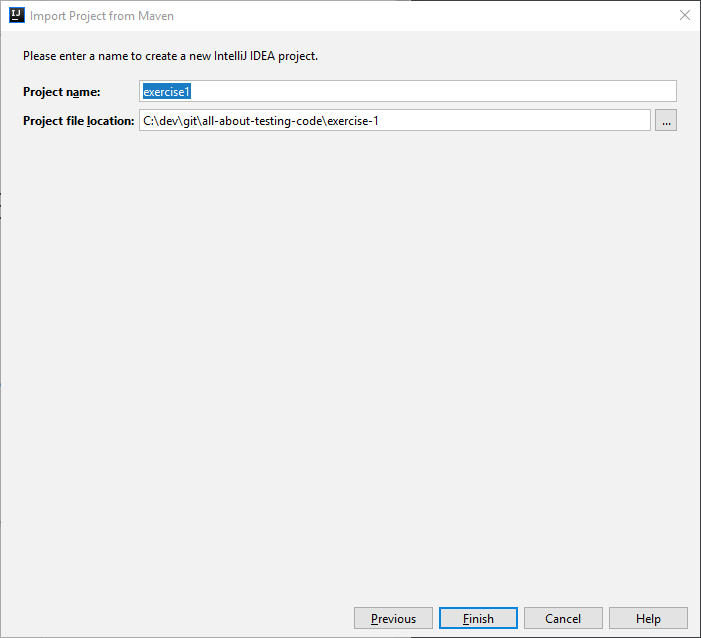 IJ Import Project from Maven
Please enter a name to create a new IntelliJ IDEA project.
Project name: exercise1
Project file location: C:\dev\git\all-about-testing-code\exercise-1 ...
Previous Finish Cancel Help